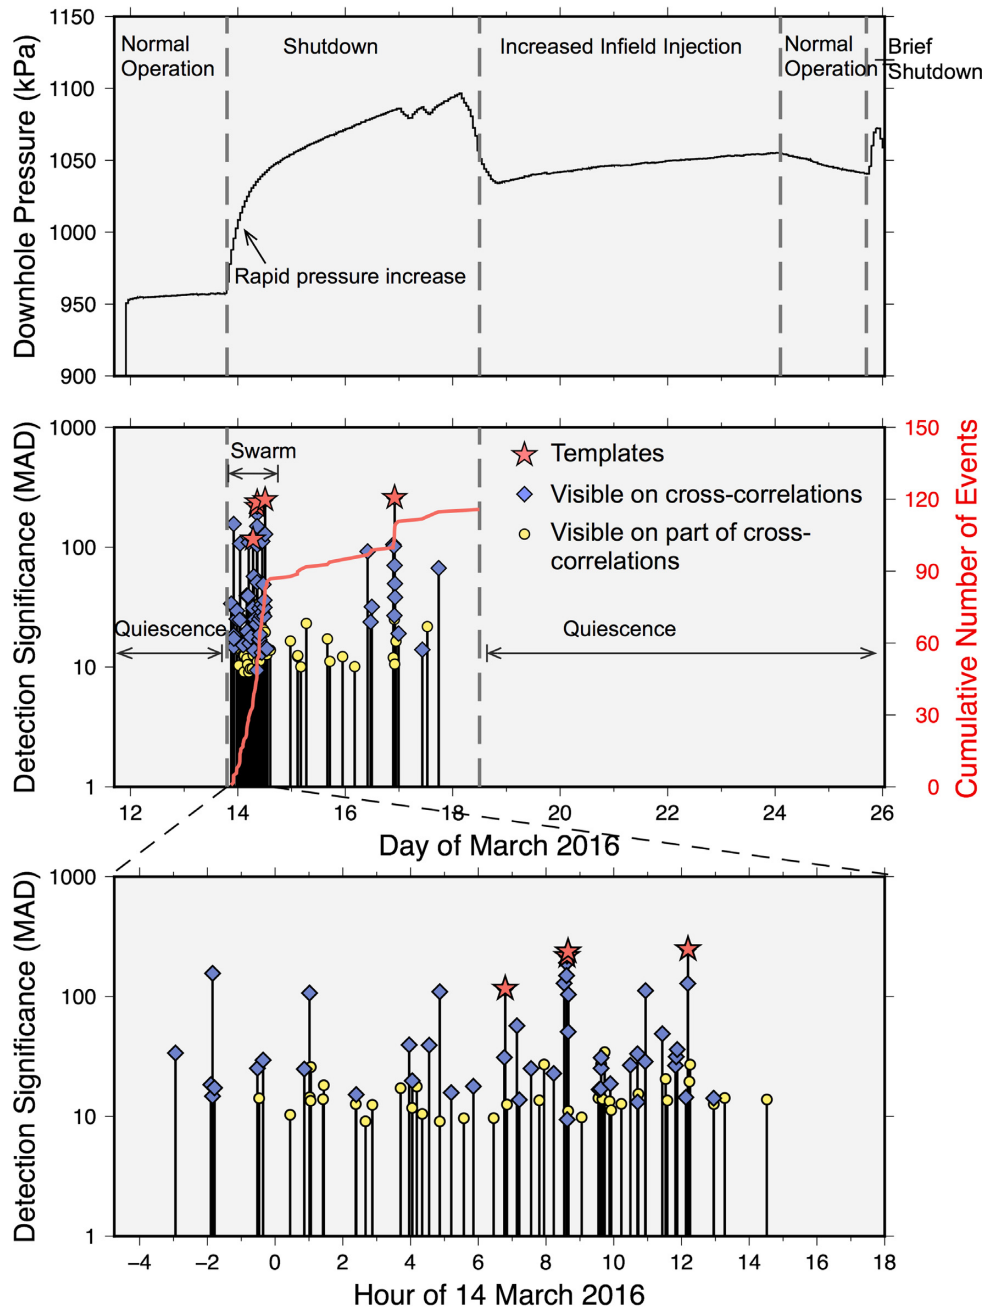 1150
1100
1050
1000
950
900
Downhole Pressure (kPa)
Normal
Operation
Shutdown
Increased Infield Injection
Normal
Operation
Brief
Shutdown
Rapid pressure increase
1000
100
10
1
Detection Significance (MAD)
Swarm
Templates
Visible on cross-correlations
Visible on part of cross-
correlations
Quiescence
Quiescence
150
120
90
60
30
0
Cumulative Number of Events
12 14 16 18 20 22 24 26
Day of March 2016
1000
100
10
1
Detection Significance (MAD)
−4 −2 0 2 4 6 8 10 12 14 16 18
Hour of 14 March 2016